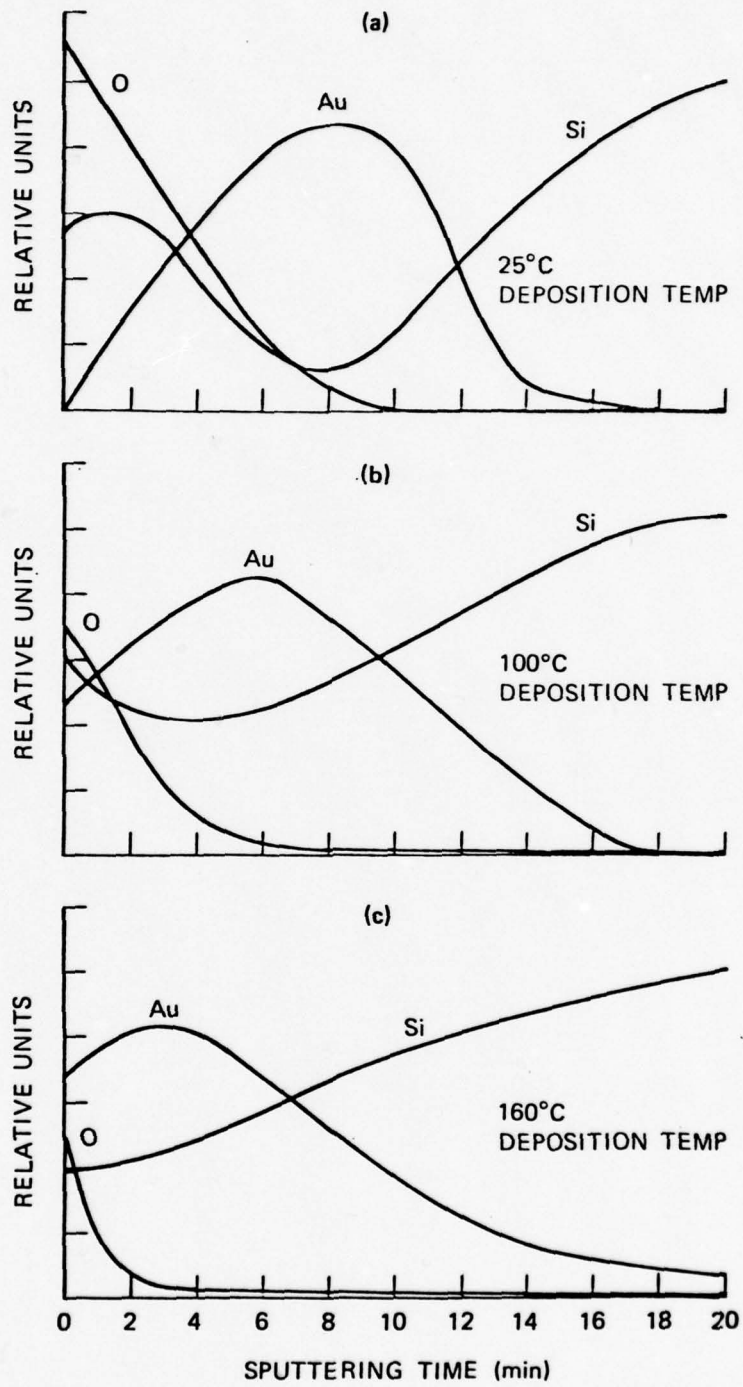 (a)
O
Au
Si
RELATIVE UNITS
25°C
DEPOSITION TEMP
(b)
O
Au
Si
RELATIVE UNITS
100°C
DEPOSITION TEMP
(c)
O
Au
Si
RELATIVE UNITS
160°C
DEPOSITION TEMP
0 2 4 6 8 10 12 14 16 18 20
SPUTTERING TIME (min)